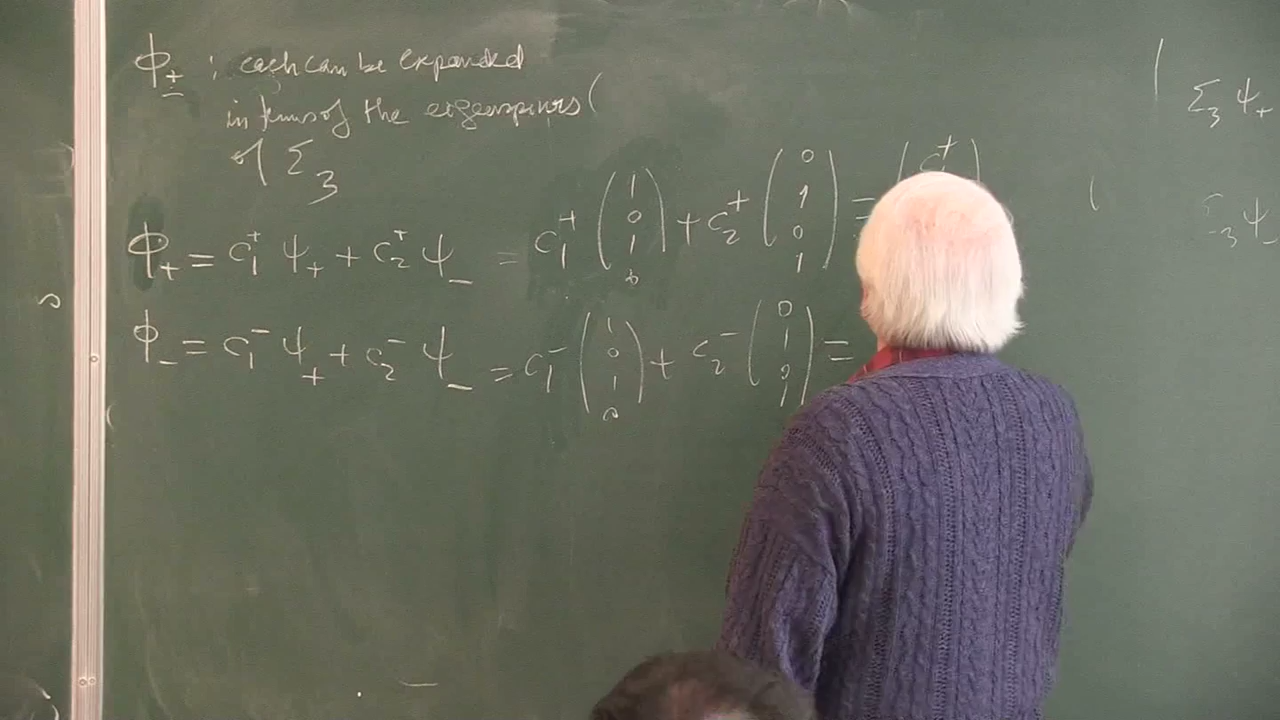 Φ± : each can be expanded
in terms of the eigenspinors (
of Σ₃
Φ₊ = c₁⁺ ψ₊ + c₂⁺ ψ₋ = c₁⁺ (1 0 1 0) + c₂⁺ (0 1 0 1) = (c₁⁺
Φ₋ = c₁⁻ ψ₊ + c₂⁻ ψ₋ = c₁⁻ (1 0 1 0) + c₂⁻ (0 1 0 1) =
Σ₃ ψ₊
Σ₃ ψ₋